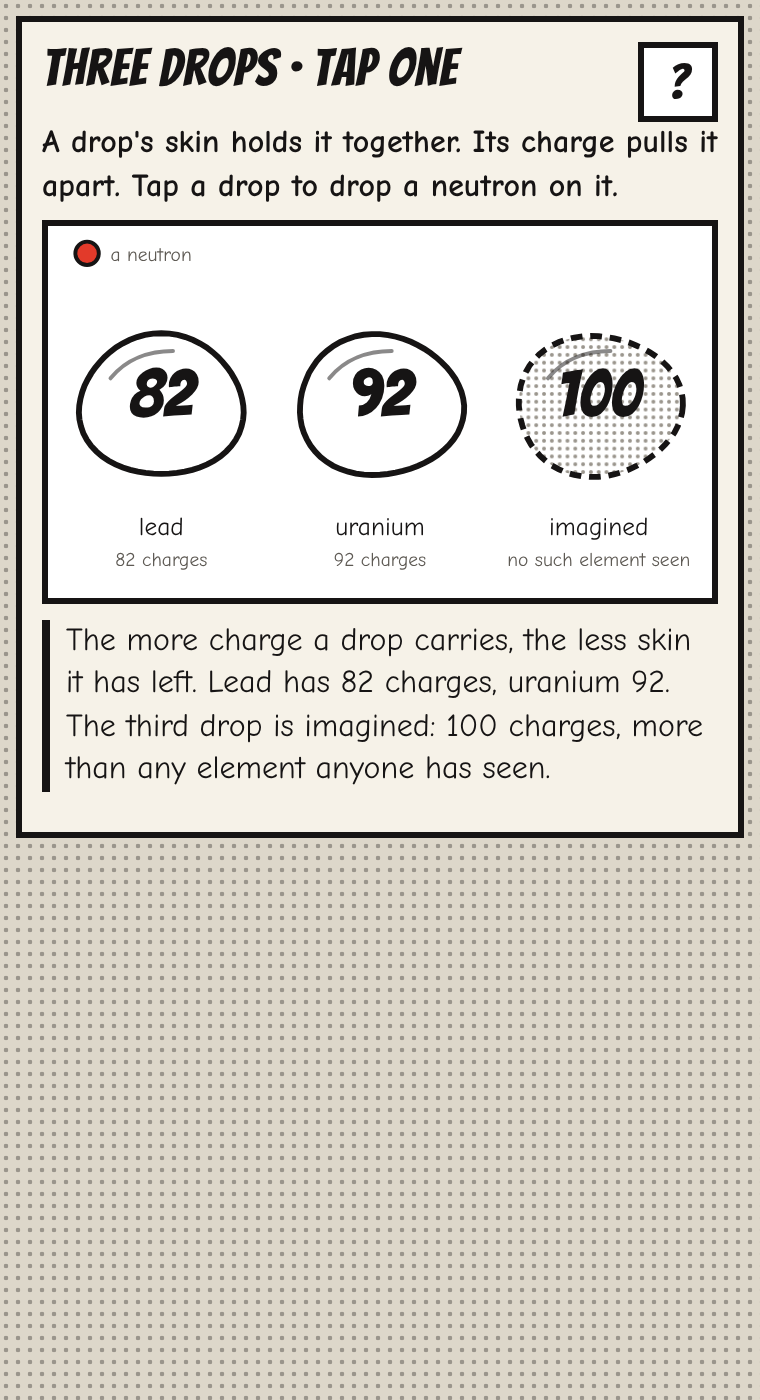 THREE DROPS · TAP ONE
?
A drop's skin holds it together. Its charge pulls it
apart. Tap a drop to drop a neutron on it.
a neutron
82
92
100
lead
uranium
imagined
82 charges
92 charges
no such element seen
The more charge a drop carries, the less skin
it has left. Lead has 82 charges, uranium 92.
The third drop is imagined: 100 charges, more
than any element anyone has seen.